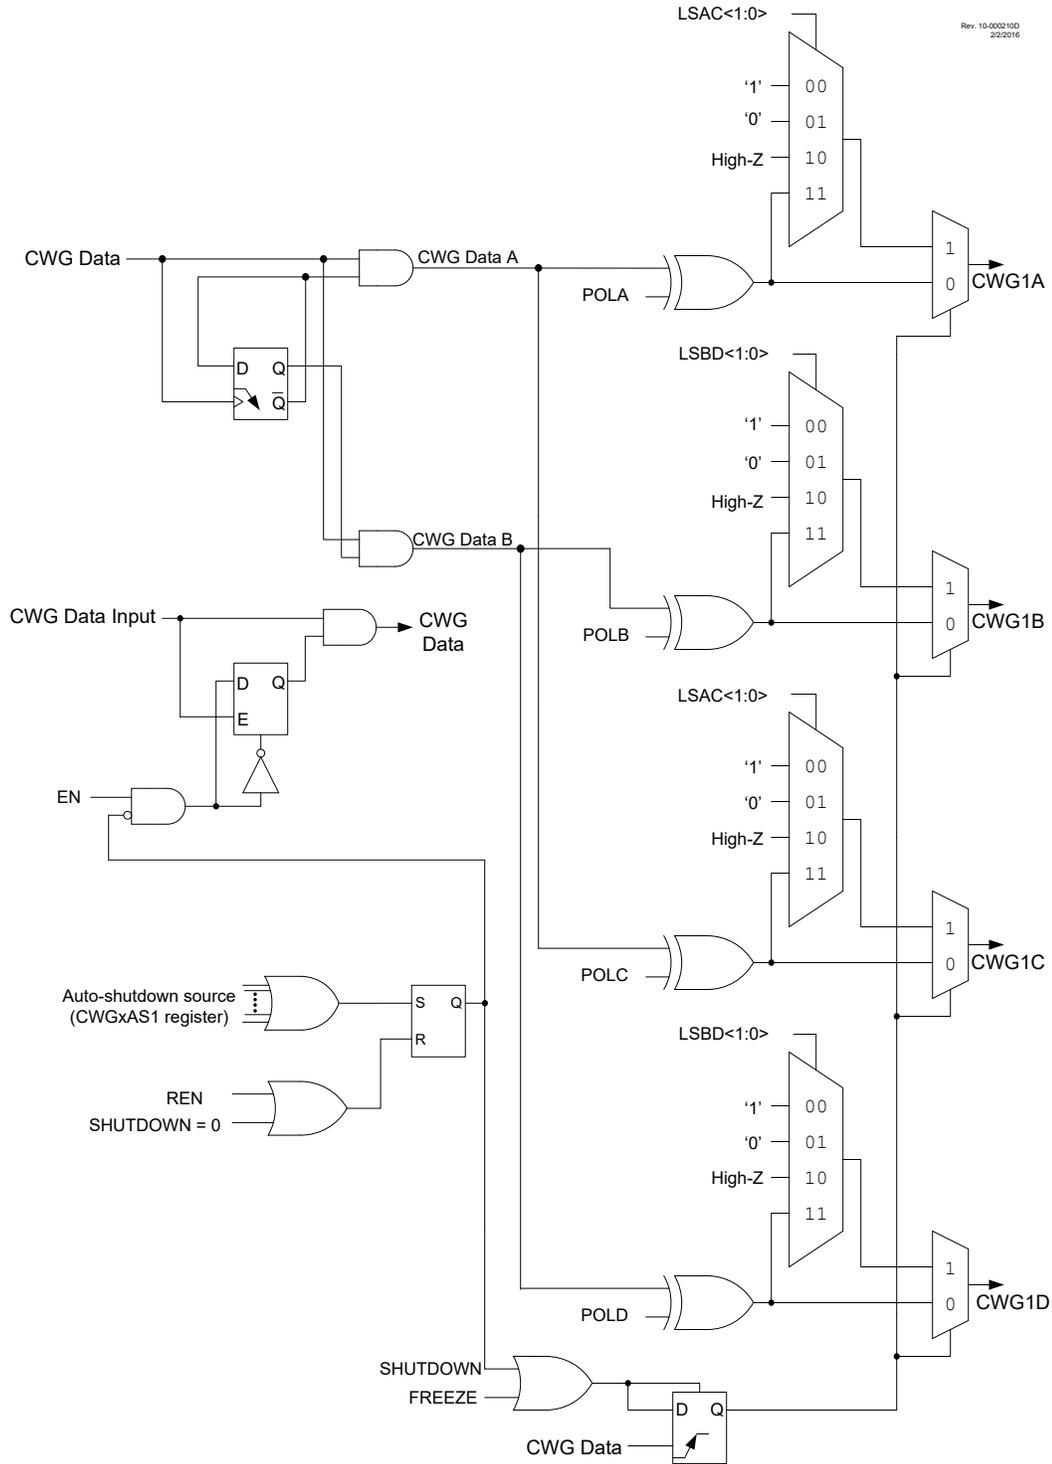 LSAC<1:0>
Rev. 10-000210D
2/2/2016
‘1’
00
‘0’
01
High-Z
10
11
CWG Data
CWG Data A
POLA
1
0
CWG1A
D
Q
Q
LSBD<1:0>
‘1’
00
‘0’
01
High-Z
10
11
CWG Data B
POLB
1
0
CWG1B
CWG Data Input
CWG
Data
D
Q
E
EN
LSAC<1:0>
‘1’
00
‘0’
01
High-Z
10
11
POLC
1
0
CWG1C
Auto-shutdown source
(CWGxAS1 register)
S
Q
R
REN
SHUTDOWN = 0
LSBD<1:0>
‘1’
00
‘0’
01
High-Z
10
11
POLD
1
0
CWG1D
SHUTDOWN
FREEZE
D
Q
CWG Data